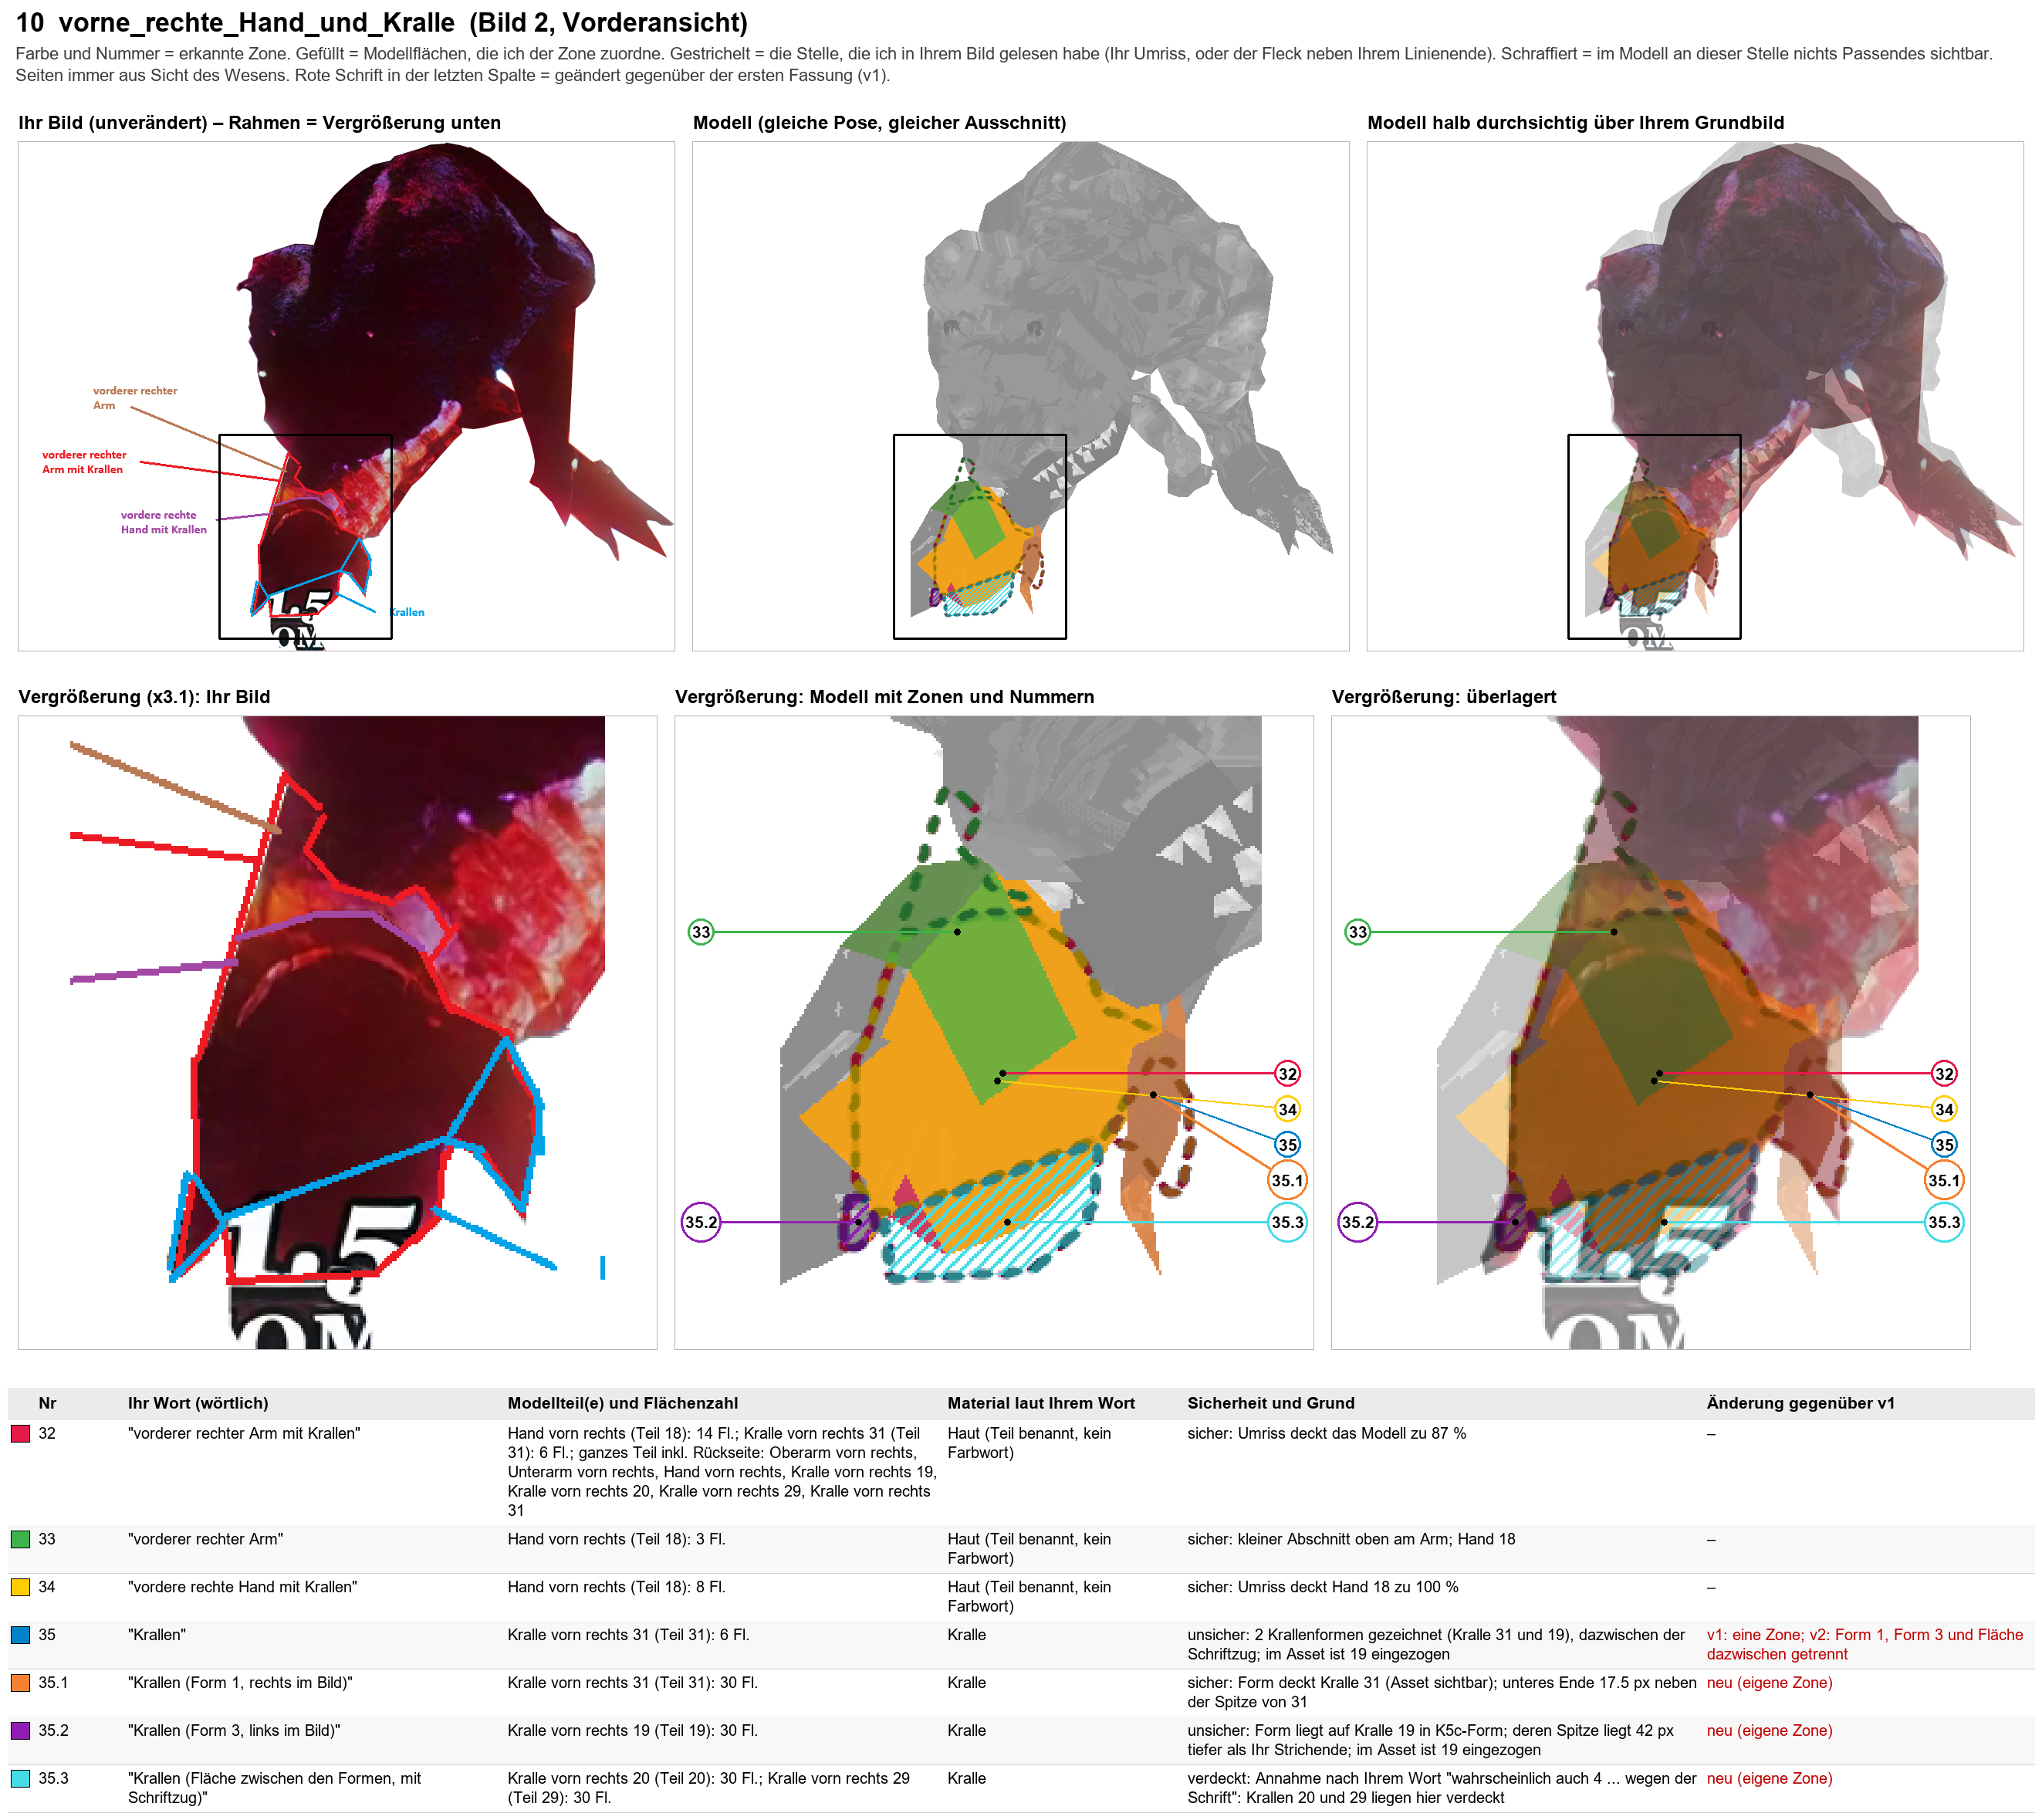 10 vorne_rechte_Hand_und_Kralle (Bild 2, Vorderansicht)
Farbe und Nummer = erkannte Zone. Gefüllt = Modellflächen, die ich der Zone zuordne. Gestrichelt = die Stelle, die ich in Ihrem Bild gelesen habe (Ihr Umriss, oder der Fleck neben Ihrem Linienende). Schraffiert = im Modell an dieser Stelle nichts Passendes sichtbar.
Seiten immer aus Sicht des Wesens. Rote Schrift in der letzten Spalte = geändert gegenüber der ersten Fassung (v1).
Ihr Bild (unverändert) – Rahmen = Vergrößerung unten
vorderer rechter
Arm
vorderer rechter
Arm mit Krallen
vordere rechte
Hand mit Krallen
Krallen
1.5
OM
Modell (gleiche Pose, gleicher Ausschnitt)
Modell halb durchsichtig über Ihrem Grundbild
1.5
OM
Vergrößerung (x3.1): Ihr Bild
1.5
OM
Vergrößerung: Modell mit Zonen und Nummern
33
32
34
35
35.1
35.2
35.3
Vergrößerung: überlagert
33
32
34
35
35.1
35.2
35.3
1.5
OM
Nr Ihr Wort (wörtlich) Modellteil(e) und Flächenzahl Material laut Ihrem Wort Sicherheit und Grund Änderung gegenüber v1
32 "vorderer rechter Arm mit Krallen" Hand vorn rechts (Teil 18): 14 Fl.; Kralle vorn rechts 31 (Teil Haut (Teil benannt, kein sicher: Umriss deckt das Modell zu 87 % –
31): 6 Fl.; ganzes Teil inkl. Rückseite: Oberarm vorn rechts, Farbwort)
Unterarm vorn rechts, Hand vorn rechts, Kralle vorn rechts 19,
Kralle vorn rechts 20, Kralle vorn rechts 29, Kralle vorn rechts
31
33 "vorderer rechter Arm" Hand vorn rechts (Teil 18): 3 Fl. Haut (Teil benannt, kein sicher: kleiner Abschnitt oben am Arm; Hand 18 –
Farbwort)
34 "vordere rechte Hand mit Krallen" Hand vorn rechts (Teil 18): 8 Fl. Haut (Teil benannt, kein sicher: Umriss deckt Hand 18 zu 100 % –
Farbwort)
35 "Krallen" Kralle vorn rechts 31 (Teil 31): 6 Fl. Kralle unsicher: 2 Krallenformen gezeichnet (Kralle 31 und 19), dazwischen der v1: eine Zone; v2: Form 1, Form 3 und Fläche
Schriftzug; im Asset ist 19 eingezogen dazwischen getrennt
35.1 "Krallen (Form 1, rechts im Bild)" Kralle vorn rechts 31 (Teil 31): 30 Fl. Kralle sicher: Form deckt Kralle 31 (Asset sichtbar); unteres Ende 17.5 px neben neu (eigene Zone)
der Spitze von 31
35.2 "Krallen (Form 3, links im Bild)" Kralle vorn rechts 19 (Teil 19): 30 Fl. Kralle unsicher: Form liegt auf Kralle 19 in K5c-Form; deren Spitze liegt 42 px neu (eigene Zone)
tiefer als Ihr Strichende; im Asset ist 19 eingezogen
35.3 "Krallen (Fläche zwischen den Formen, mit Kralle vorn rechts 20 (Teil 20): 30 Fl.; Kralle vorn rechts 29 Kralle verdeckt: Annahme nach Ihrem Wort "wahrscheinlich auch 4 ... wegen der neu (eigene Zone)
Schriftzug)" (Teil 29): 30 Fl. Schrift": Krallen 20 und 29 liegen hier verdeckt